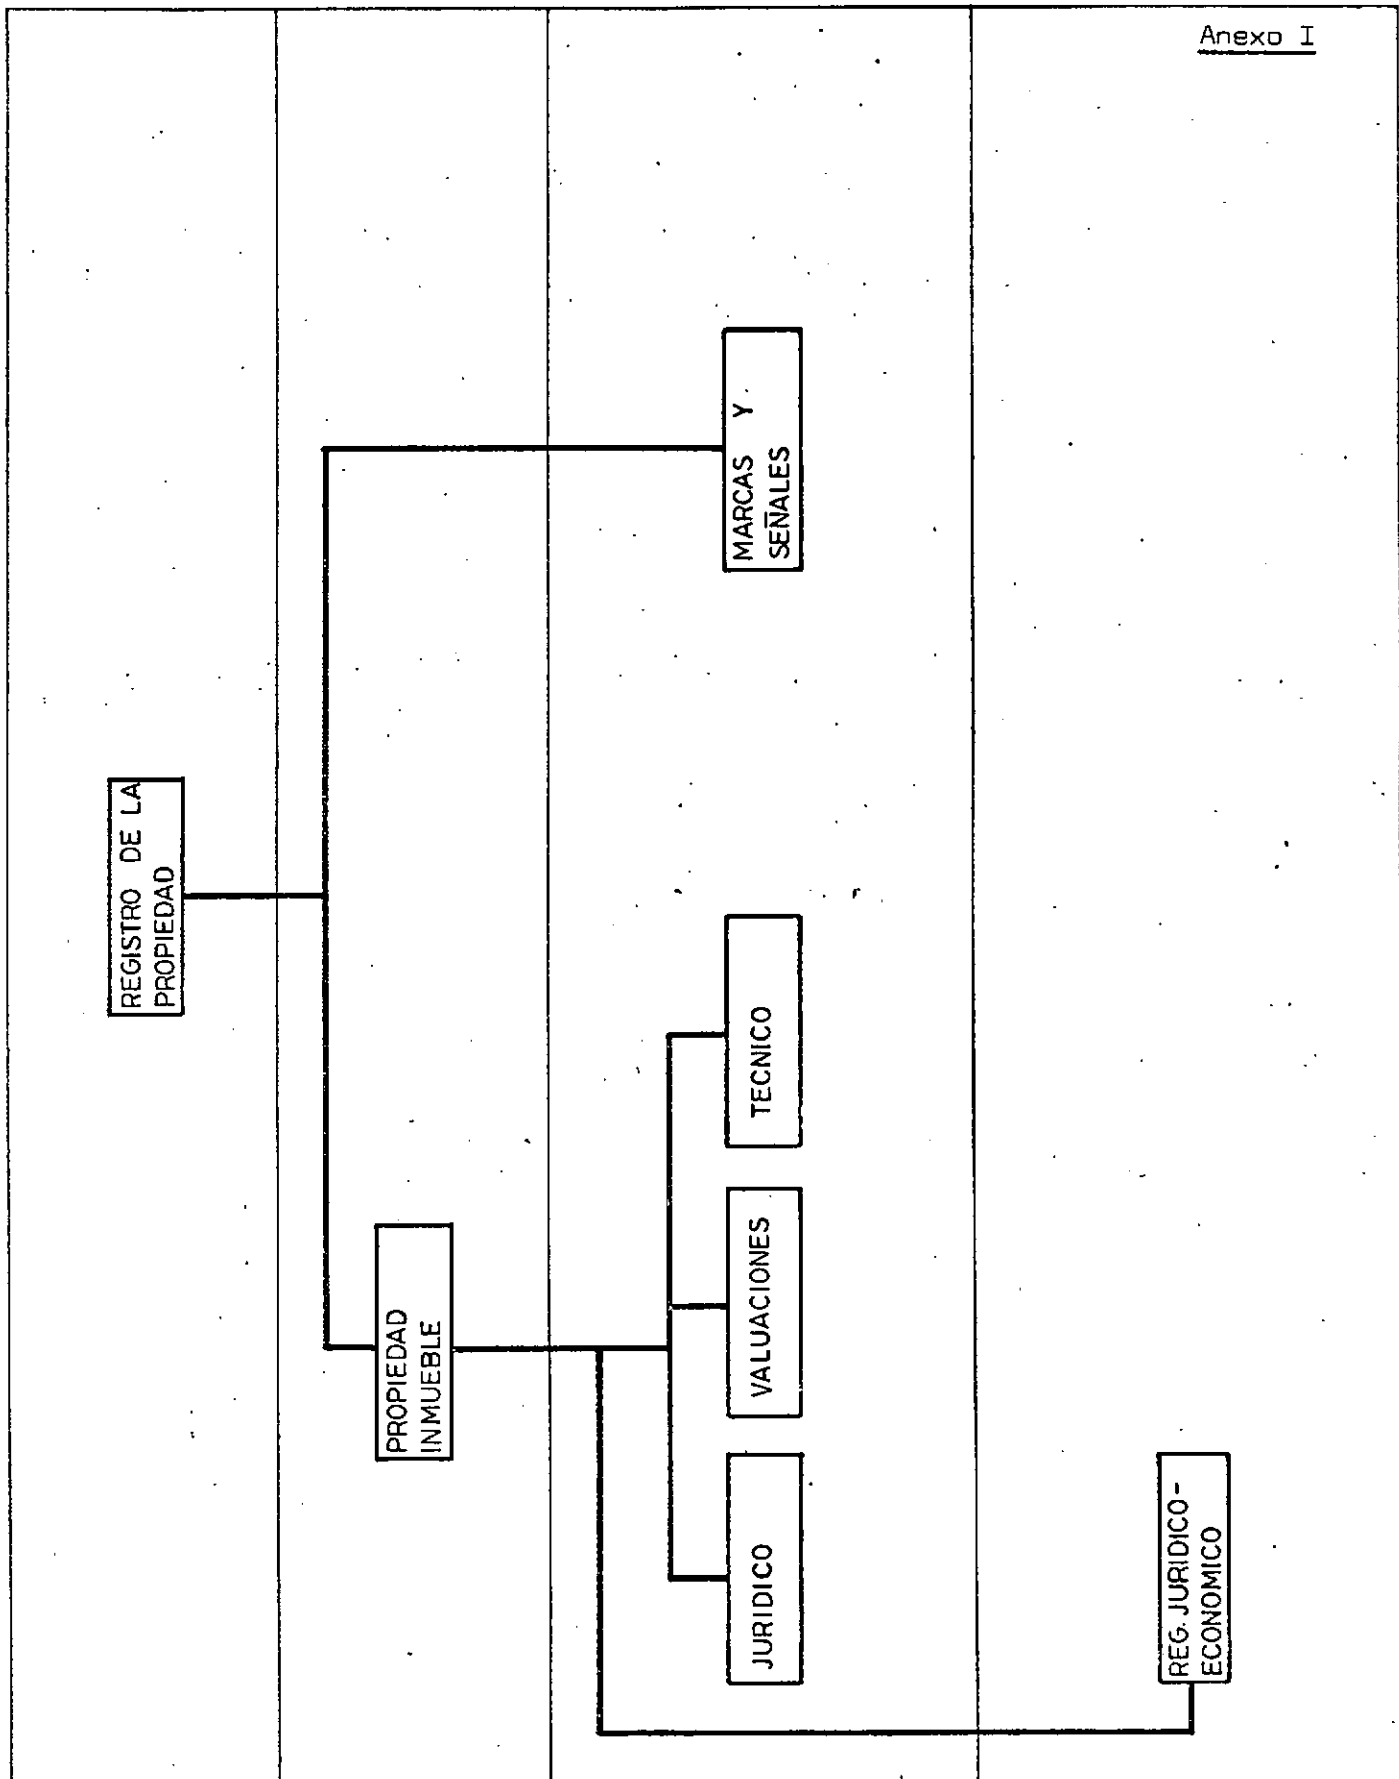 Anexo I
REGISTRO DE LA
PROPIEDAD
PROPIEDAD
INMUEBLE
MARCAS Y
SEÑALES
JURIDICO
VALUACIONES
TECNICO
REG. JURIDICO-
ECONOMICO